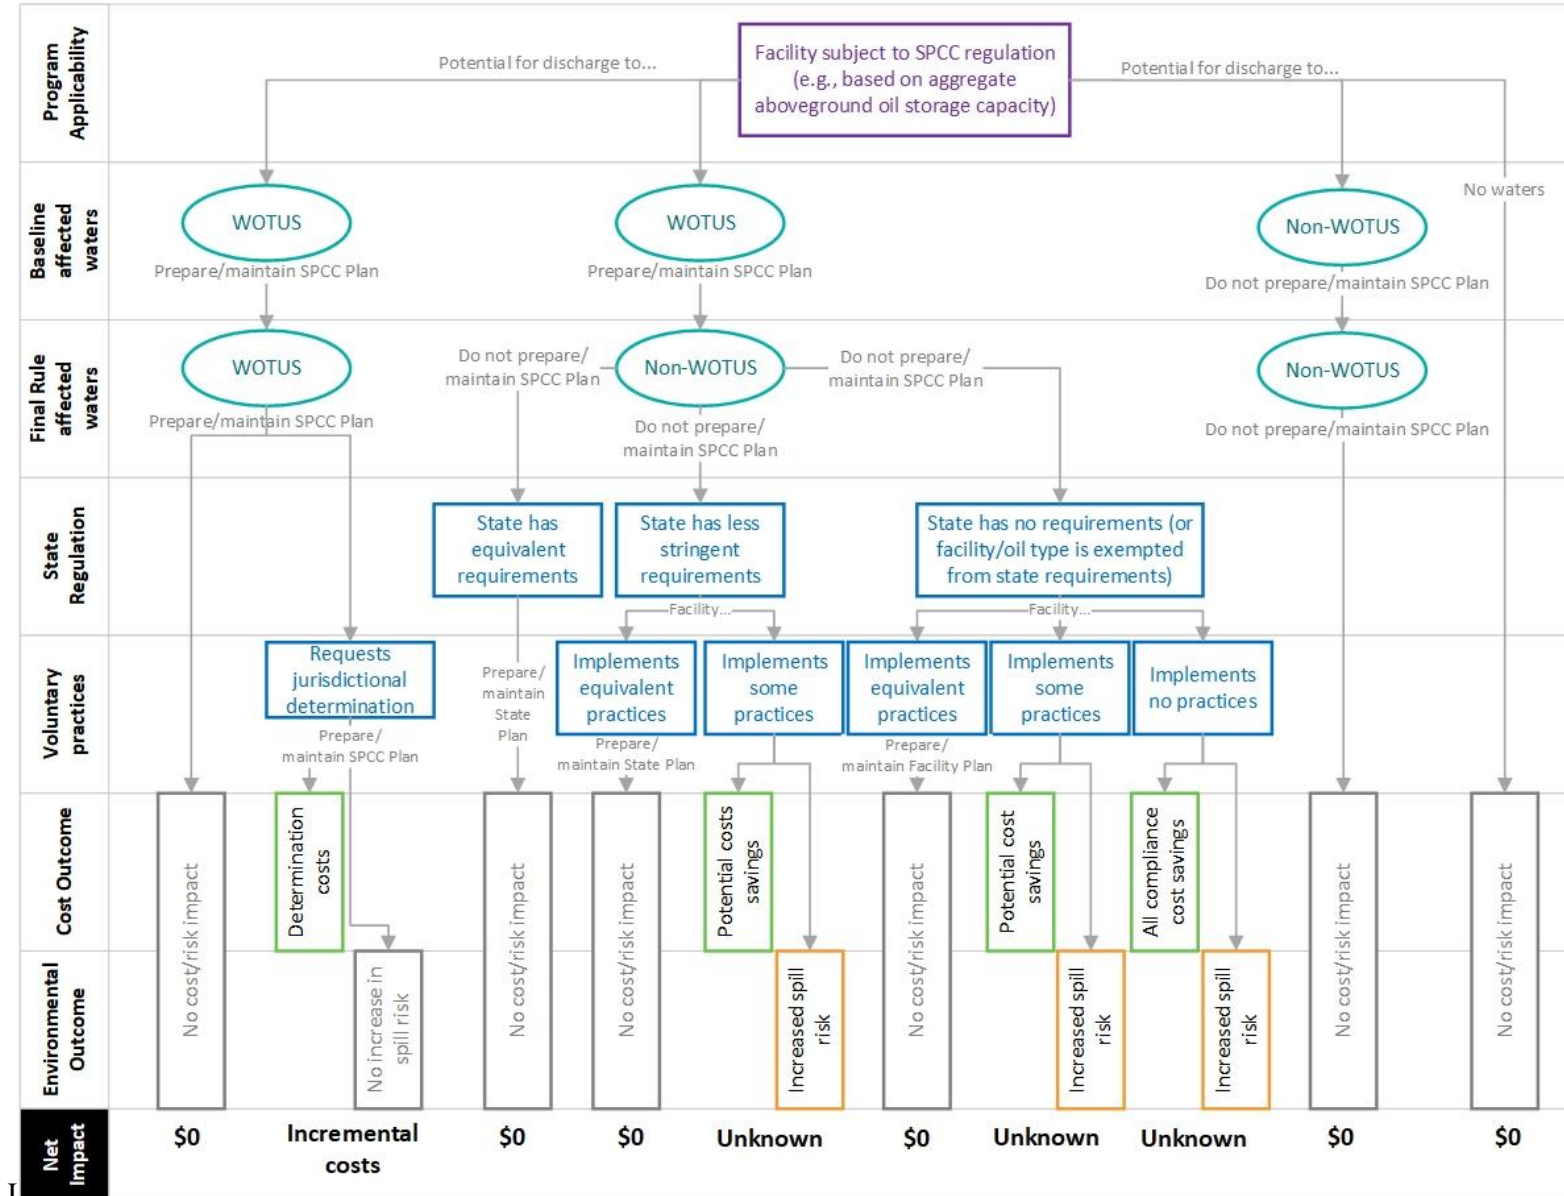 Program
Applicability
Potential for discharge to...
Facility subject to SPCC regulation
(e.g., based on aggregate
aboveground oil storage capacity)
Potential for discharge to...
Baseline
affected
waters
WOTUS
Prepare/maintain SPCC Plan
WOTUS
Prepare/maintain SPCC Plan
Non-WOTUS
Do not prepare/maintain SPCC Plan
No waters
Final Rule
affected
waters
WOTUS
Prepare/maintain SPCC Plan
Do not prepare/
maintain SPCC Plan
Non-WOTUS
Do not prepare/
maintain SPCC Plan
Do not prepare/
maintain SPCC Plan
Non-WOTUS
Do not prepare/maintain SPCC Plan
State
Regulation
State has
equivalent
requirements
State has less
stringent
requirements
Facility...
State has no requirements (or
facility/oil type is exempted
from state requirements)
Facility...
Voluntary
practices
Requests
jurisdictional
determination
Prepare/
maintain SPCC Plan
Prepare/
maintain
State
Plan
Implements
equivalent
practices
Prepare/
maintain State Plan
Implements
some
practices
Implements
equivalent
practices
Prepare/
maintain Facility Plan
Implements
some
practices
Implements
no practices
Cost Outcome
No cost/risk impact
Determination
costs
No cost/risk impact
No cost/risk impact
Potential costs
savings
No cost/risk impact
Potential cost
savings
All compliance
cost savings
No cost/risk impact
No cost/risk impact
Environmental
Outcome
No increase in
spill risk
Increased spill
risk
Increased spill
risk
Increased spill
risk
Net
Impact
$0
Incremental
costs
$0
$0
Unknown
$0
Unknown
Unknown
$0
$0